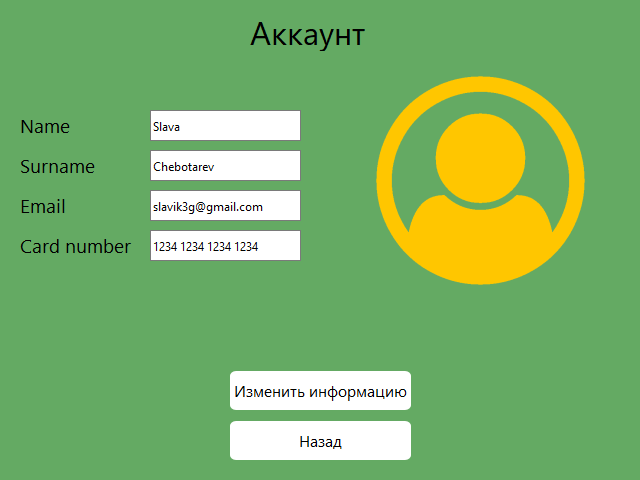 Аккаунт
Name Slava
Surname Chebotarev
Email slavik3g@gmail.com
Card number 1234 1234 1234 1234
Изменить информацию
Назад